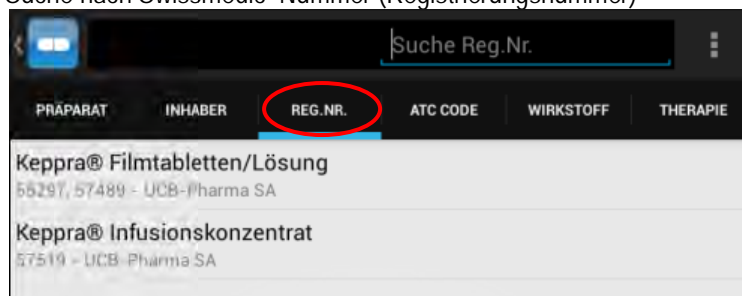 Suche nach Swissmedic-Nummer (Registrierungsnummer)
Suche Reg.Nr.
PRÄPARAT INHABER REG.NR. ATC CODE WIRKSTOFF THERAPIE
Keppra® Filmtabletten/Lösung
55297, 57489 - UCB-Pharma SA
Keppra® Infusionskonzentrat
57519 - UCB-Pharma SA